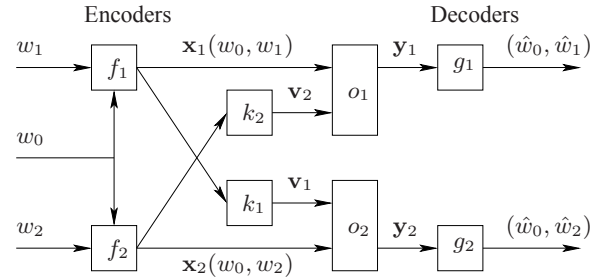 Encoders Decoders
w₁ f₁ 𝐱₁(w₀, w₁) o₁ 𝐲₁ g₁ (ŵ₀, ŵ₁)
k₂ 𝐯₂
w₀
k₁ 𝐯₁
w₂ f₂ 𝐱₂(w₀, w₂) o₂ 𝐲₂ g₂ (ŵ₀, ŵ₂)